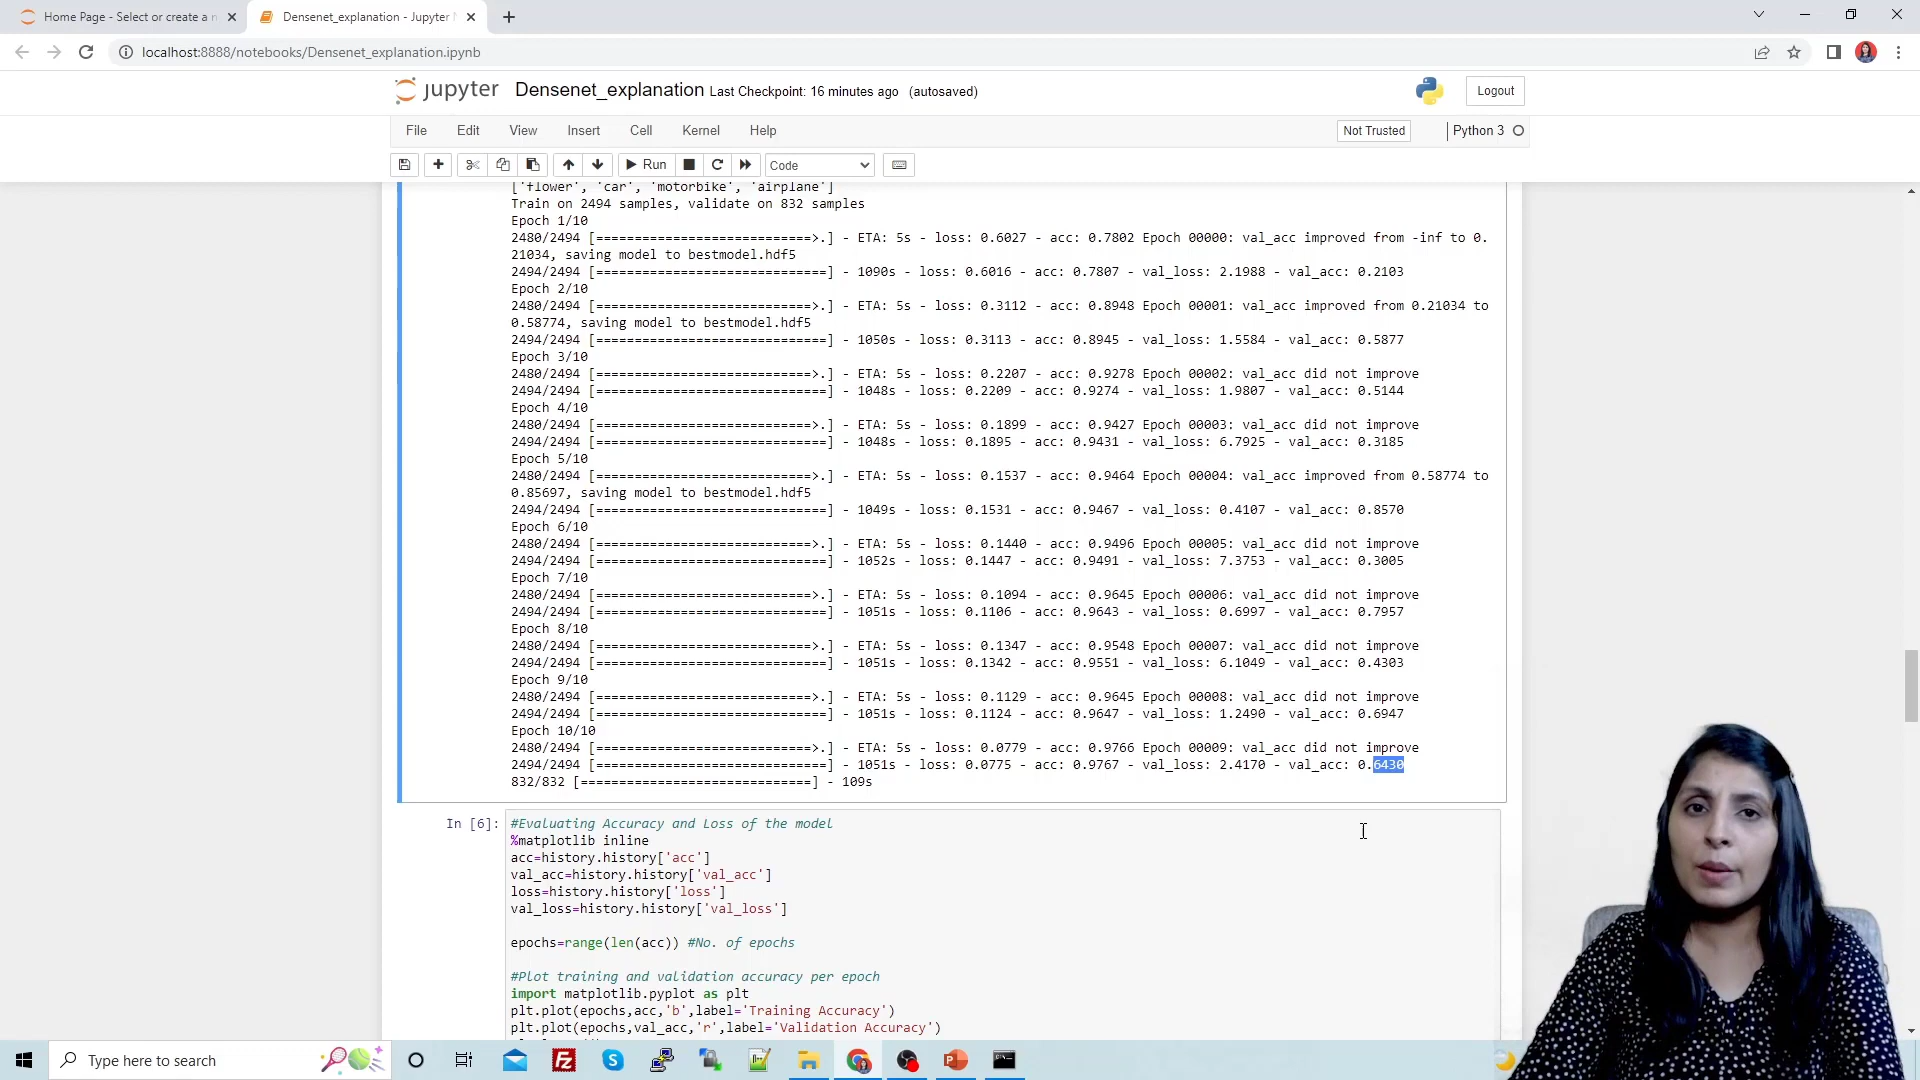 Home Page - Select or create a n
Densenet_explanation - Jupyter N
localhost:8888/notebooks/Densenet_explanation.ipynb
jupyter Densenet_explanation Last Checkpoint: 16 minutes ago (autosaved)
Logout
File Edit View Insert Cell Kernel Help
Not Trusted
Python 3
Run
Code
['flower', 'car', 'motorbike', 'airplane']
Train on 2494 samples, validate on 832 samples
Epoch 1/10
2480/2494 [============================>.] - ETA: 5s - loss: 0.6027 - acc: 0.7802 Epoch 00000: val_acc improved from -inf to 0.
21034, saving model to bestmodel.hdf5
2494/2494 [==============================] - 1090s - loss: 0.6016 - acc: 0.7807 - val_loss: 2.1988 - val_acc: 0.2103
Epoch 2/10
2480/2494 [============================>.] - ETA: 5s - loss: 0.3112 - acc: 0.8948 Epoch 00001: val_acc improved from 0.21034 to
0.58774, saving model to bestmodel.hdf5
2494/2494 [==============================] - 1050s - loss: 0.3113 - acc: 0.8945 - val_loss: 1.5584 - val_acc: 0.5877
Epoch 3/10
2480/2494 [============================>.] - ETA: 5s - loss: 0.2207 - acc: 0.9278 Epoch 00002: val_acc did not improve
2494/2494 [==============================] - 1048s - loss: 0.2209 - acc: 0.9274 - val_loss: 1.9807 - val_acc: 0.5144
Epoch 4/10
2480/2494 [============================>.] - ETA: 5s - loss: 0.1899 - acc: 0.9427 Epoch 00003: val_acc did not improve
2494/2494 [==============================] - 1048s - loss: 0.1895 - acc: 0.9431 - val_loss: 6.7925 - val_acc: 0.3185
Epoch 5/10
2480/2494 [============================>.] - ETA: 5s - loss: 0.1537 - acc: 0.9464 Epoch 00004: val_acc improved from 0.58774 to
0.85697, saving model to bestmodel.hdf5
2494/2494 [==============================] - 1049s - loss: 0.1531 - acc: 0.9467 - val_loss: 0.4107 - val_acc: 0.8570
Epoch 6/10
2480/2494 [============================>.] - ETA: 5s - loss: 0.1440 - acc: 0.9496 Epoch 00005: val_acc did not improve
2494/2494 [==============================] - 1052s - loss: 0.1447 - acc: 0.9491 - val_loss: 7.3753 - val_acc: 0.3005
Epoch 7/10
2480/2494 [============================>.] - ETA: 5s - loss: 0.1094 - acc: 0.9645 Epoch 00006: val_acc did not improve
2494/2494 [==============================] - 1051s - loss: 0.1106 - acc: 0.9643 - val_loss: 0.6997 - val_acc: 0.7957
Epoch 8/10
2480/2494 [============================>.] - ETA: 5s - loss: 0.1347 - acc: 0.9548 Epoch 00007: val_acc did not improve
2494/2494 [==============================] - 1051s - loss: 0.1342 - acc: 0.9551 - val_loss: 6.1049 - val_acc: 0.4303
Epoch 9/10
2480/2494 [============================>.] - ETA: 5s - loss: 0.1129 - acc: 0.9645 Epoch 00008: val_acc did not improve
2494/2494 [==============================] - 1051s - loss: 0.1124 - acc: 0.9647 - val_loss: 1.2490 - val_acc: 0.6947
Epoch 10/10
2480/2494 [============================>.] - ETA: 5s - loss: 0.0779 - acc: 0.9766 Epoch 00009: val_acc did not improve
2494/2494 [==============================] - 1051s - loss: 0.0775 - acc: 0.9767 - val_loss: 2.4170 - val_acc: 0.6430
832/832 [==============================] - 109s
In [6]: #Evaluating Accuracy and Loss of the model
%matplotlib inline
acc=history.history['acc']
val_acc=history.history['val_acc']
loss=history.history['loss']
val_loss=history.history['val_loss']
epochs=range(len(acc)) #No. of epochs
#Plot training and validation accuracy per epoch
import matplotlib.pyplot as plt
plt.plot(epochs,acc,'b',label='Training Accuracy')
plt.plot(epochs,val_acc,'r',label='Validation Accuracy')
Type here to search